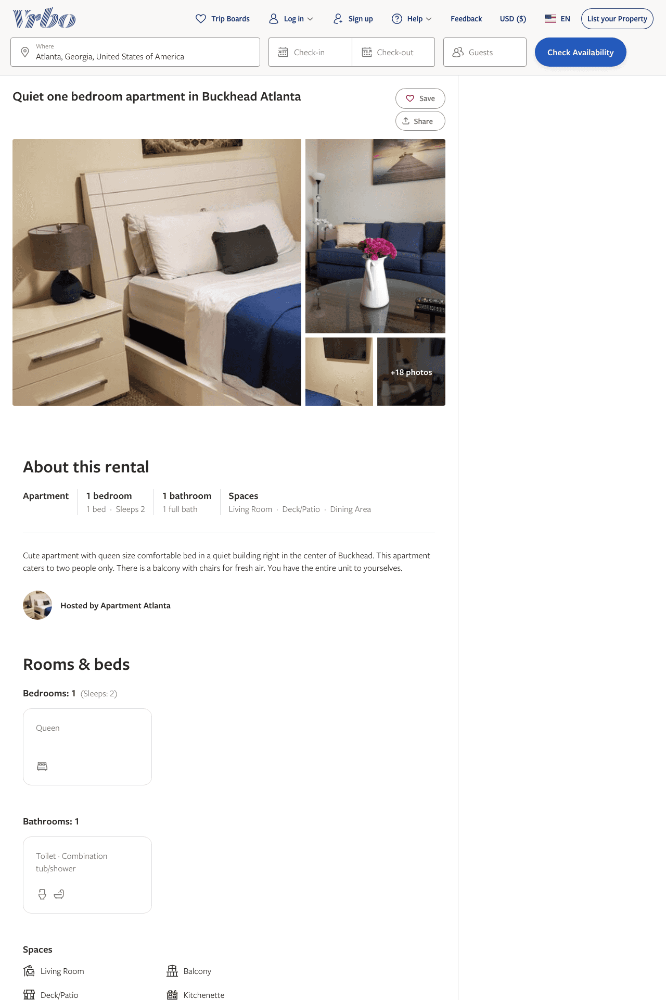 Vrbo
Trip Boards
Log in
Sign up
Help
Feedback
USD ($)
EN
List your Property
Where
Atlanta, Georgia, United States of America
Check-in
Check-out
Guests
Check Availability
Quiet one bedroom apartment in Buckhead Atlanta
Save
Share
+18 photos
About this rental
Apartment
1 bedroom
1 bed · Sleeps 2
1 bathroom
1 full bath
Spaces
Living Room · Deck/Patio · Dining Area
Cute apartment with queen size comfortable bed in a quiet building right in the center of Buckhead. This apartment
caters to two people only. There is a balcony with chairs for fresh air. You have the entire unit to yourselves.
Hosted by Apartment Atlanta
Rooms & beds
Bedrooms: 1 (Sleeps: 2)
Queen
Bathrooms: 1
Toilet · Combination
tub/shower
Spaces
Living Room
Balcony
Deck/Patio
Kitchenette